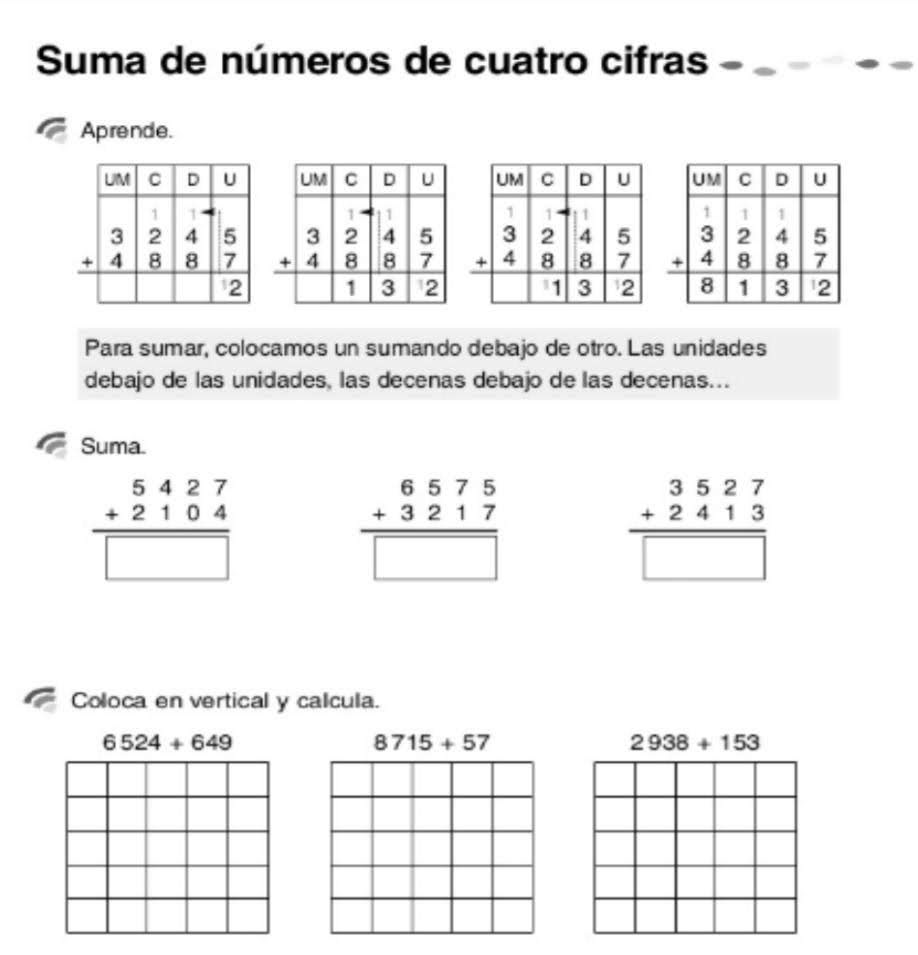 Suma de números de cuatro cifras
Aprende.
UM C D U UM C D U UM C D U UM C D U
1 1 1 1 1 1 1 1 1 1
3 2 4 5 3 2 4 5 3 2 4 5 3 2 4 5
+ 4 8 8 7 + 4 8 8 7 + 4 8 8 7 + 4 8 8 7
12 1 3 12 11 3 12 8 1 3 12
Para sumar, colocamos un sumando debajo de otro. Las unidades
debajo de las unidades, las decenas debajo de las decenas...
Suma.
5 4 2 7 6 5 7 5 3 5 2 7
+ 2 1 0 4 + 3 2 1 7 + 2 4 1 3
Coloca en vertical y calcula.
6 524 + 649 8 715 + 57 2 938 + 153